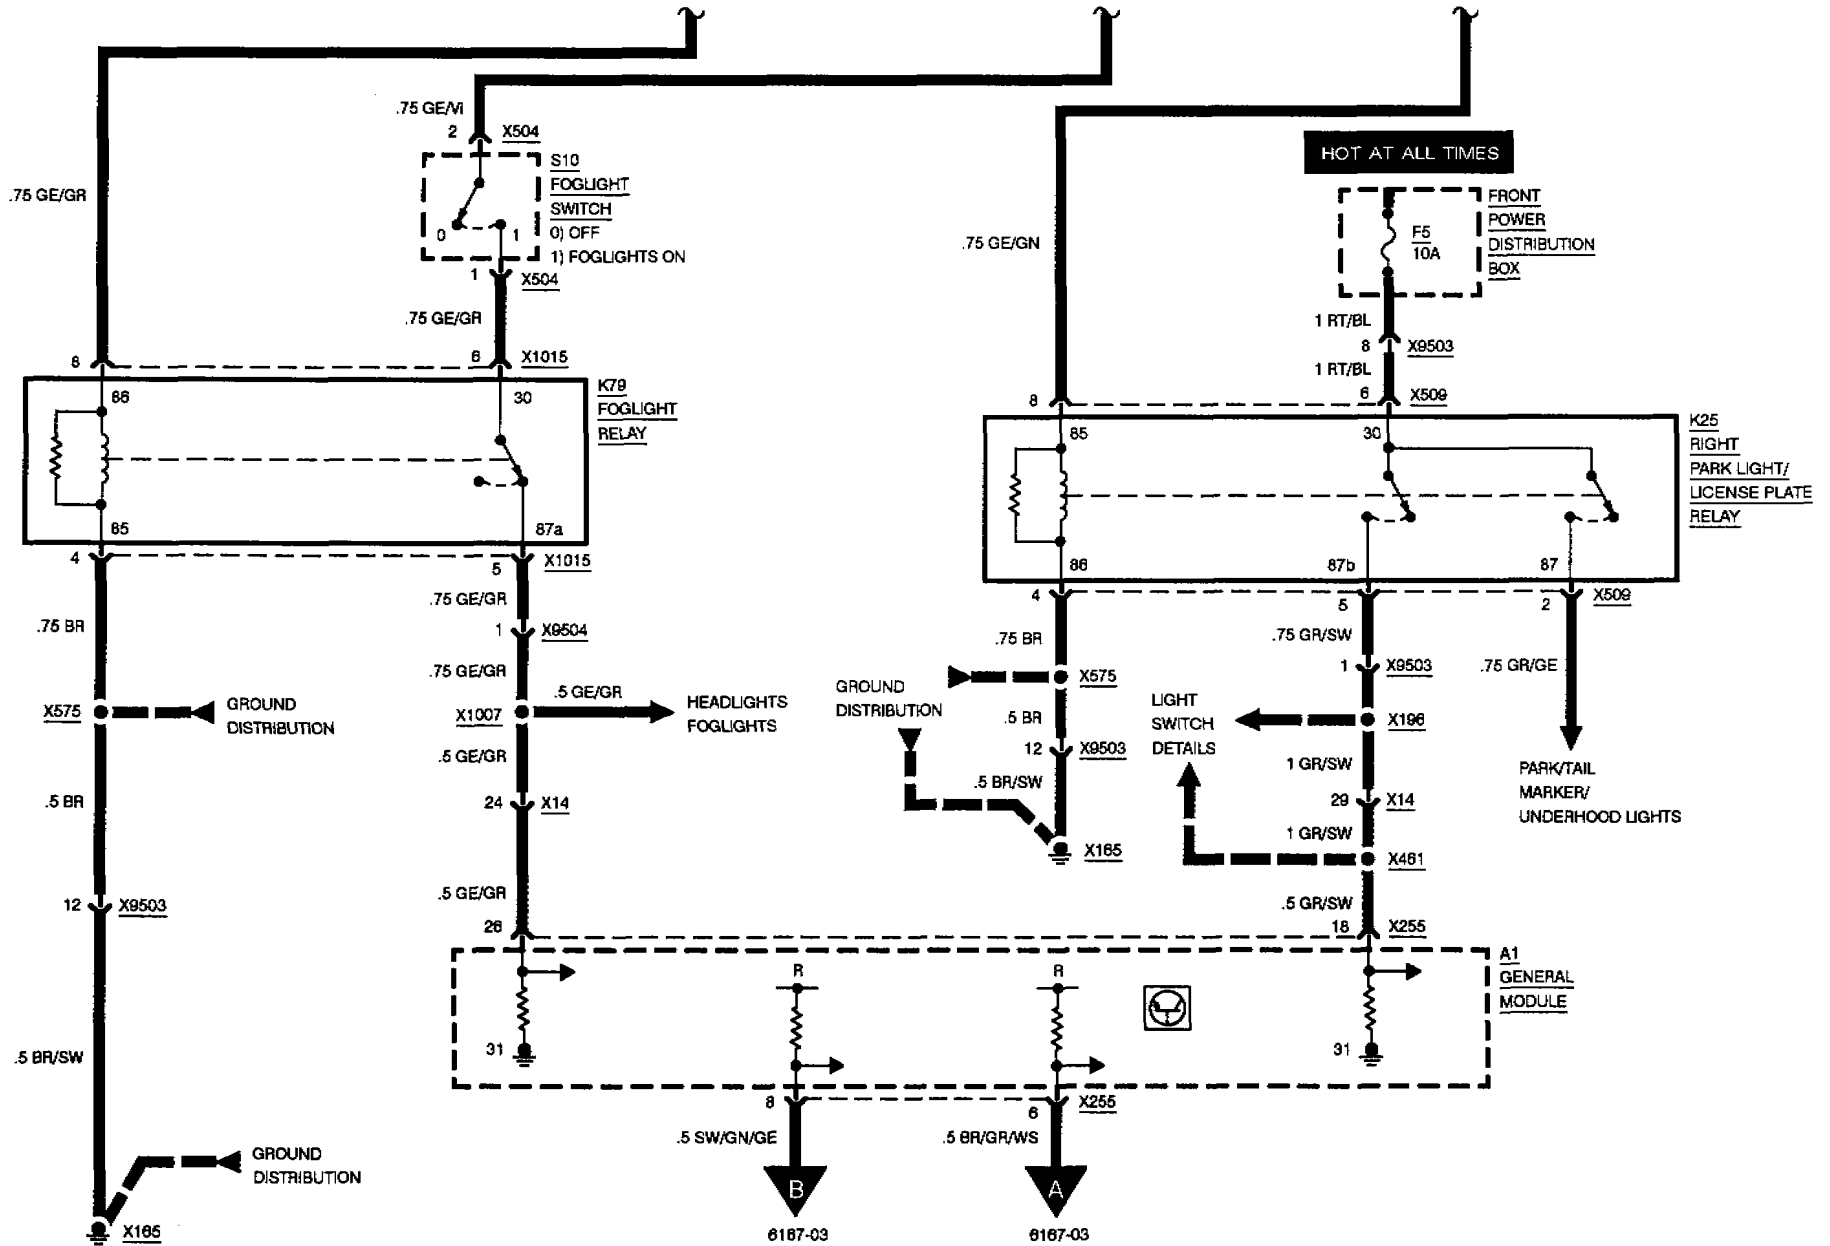 .75 GE/VI
2
X504
S10
FOGLIGHT
SWITCH
0) OFF
1) FOGLIGHTS ON
0
1
1
X504
.75 GE/GR
.75 GE/GR
HOT AT ALL TIMES
FRONT
POWER
DISTRIBUTION
BOX
F5
10A
.75 GE/GN
1 RT/BL
8
X9503
1 RT/BL
6
6
X1015
8
6
X509
86
30
K79
FOGLIGHT
RELAY
85
87a
4
5
X1015
85
30
K25
RIGHT
PARK LIGHT/
LICENSE PLATE
RELAY
86
87b
87
4
5
2
X509
.75 GE/GR
1
X9504
.75 BR
.75 GE/GR
.5 GE/GR
X575
GROUND
DISTRIBUTION
X1007
HEADLIGHTS
FOGLIGHTS
.5 GE/GR
.5 BR
24
X14
.5 GE/GR
12
X9503
26
.75 BR
X575
GROUND
DISTRIBUTION
.5 BR
12
X9503
.5 BR/SW
X165
.75 GR/SW
1
X9503
.75 GR/GE
LIGHT
SWITCH
DETAILS
X196
1 GR/SW
PARK/TAIL
MARKER/
UNDERHOOD LIGHTS
29
X14
1 GR/SW
X461
.5 GR/SW
18
X255
A1
GENERAL
MODULE
R
R
31
31
.5 BR/SW
8
6
X255
.5 SW/GN/GE
.5 BR/GR/WS
B
A
6167-03
6167-03
GROUND
DISTRIBUTION
X165